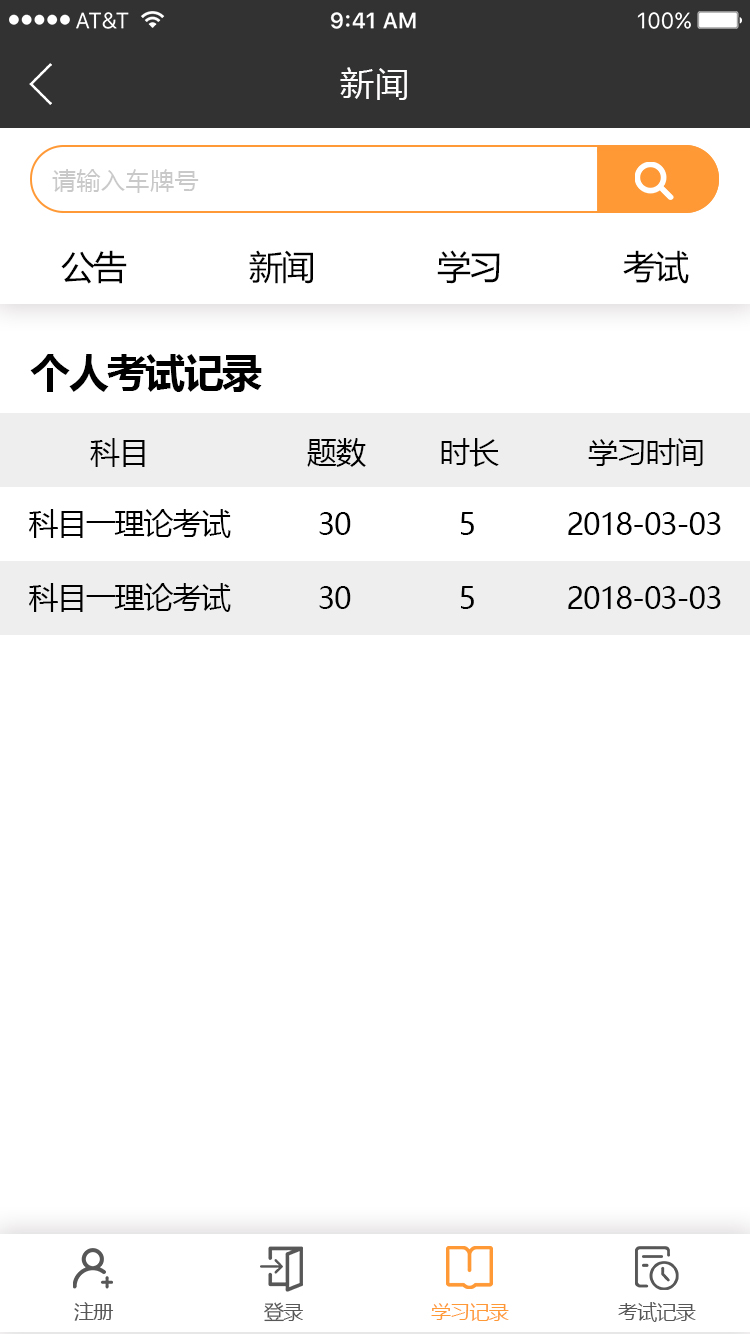 AT&T 9:41 AM 100%
新闻
请输入车牌号
公告 新闻 学习 考试
个人考试记录
科目 题数 时长 学习时间
科目一理论考试 30 5 2018-03-03
科目一理论考试 30 5 2018-03-03
注册 登录 学习记录 考试记录